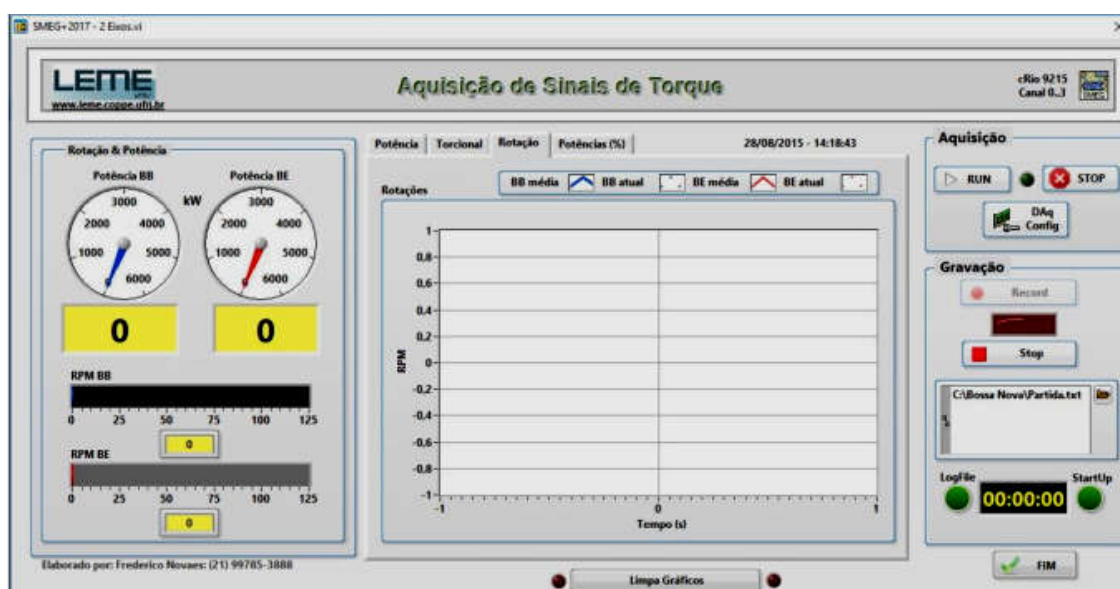 SMEG+2017 - 2 Eixos.vi
LEME
www.leme.coppe.ufrj.br
Aquisição de Sinais de Torque
cRio 9215
Canal 0..3
SMEG
Rotação & Potência
Potência BB
kW
Potência BE
3000
2000 4000
1000 5000
6000
3000
2000 4000
1000 5000
6000
0
0
RPM BB
0 25 50 75 100 125
0
RPM BE
0 25 50 75 100 125
0
Elaborado por: Frederico Novaes: (21) 99785-3888
Potência Torcional Rotação Potências (%)
28/08/2015 - 14:18:43
Rotações
BB média BB atual BE média BE atual
RPM
1
0.8
0.6
0.4
0.2
0
-0.2
-0.4
-0.6
-0.8
-1
-1 0 1
Tempo (s)
Limpa Gráficos
Aquisição
RUN
STOP
DAq
Config
Gravação
Record
Stop
C:\Bossa Nova\Partida.txt
LogFile
00:00:00
StartUp
FIM